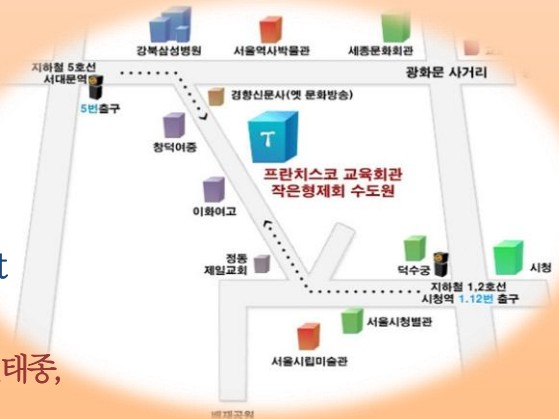 강북삼성병원
서울역사박물관
세종문화회관
지하철 5호선
서대문역
광화문 사거리
5번출구
경향신문사(옛 문화방송)
창덕여중
T
프란치스코 교육회관
작은형제회 수도원
이화여고
정동
제일교회
덕수궁
시청
지하철 1,2호선
시청역 1.12번 출구
서울시청별관
서울시립미술관
태종,
배재공원